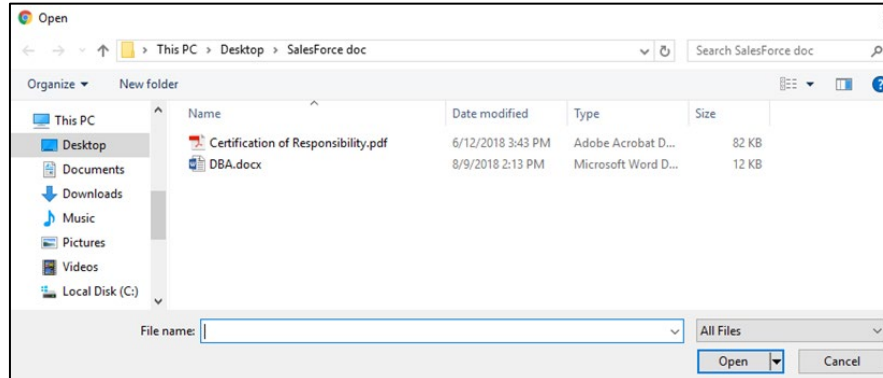 Open
This PC > Desktop > SalesForce doc
Search SalesForce doc
Organize
New folder
This PC
Desktop
Documents
Downloads
Music
Pictures
Videos
Local Disk (C:)
Name Date modified Type Size
Certification of Responsibility.pdf 6/12/2018 3:43 PM Adobe Acrobat D... 82 KB
DBA.docx 8/9/2018 2:13 PM Microsoft Word D... 12 KB
File name:
All Files
Open
Cancel